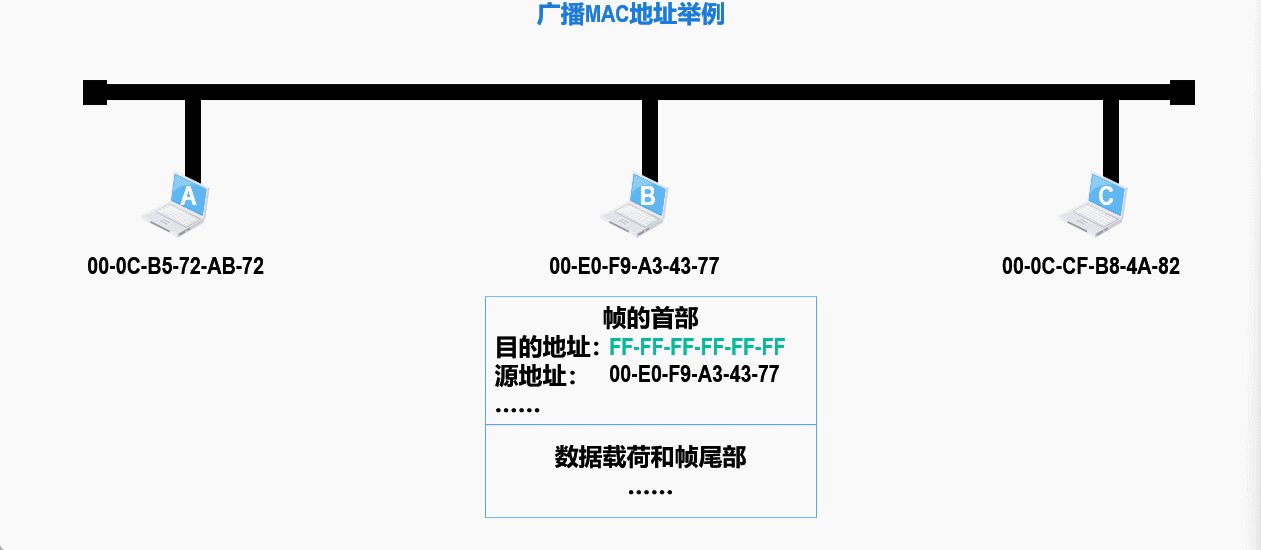 广播MAC地址举例
A
B
C
00-0C-B5-72-AB-72
00-E0-F9-A3-43-77
00-0C-CF-B8-4A-82
帧的首部
目的地址：FF-FF-FF-FF-FF-FF
源地址： 00-E0-F9-A3-43-77
……
数据载荷和帧尾部
……